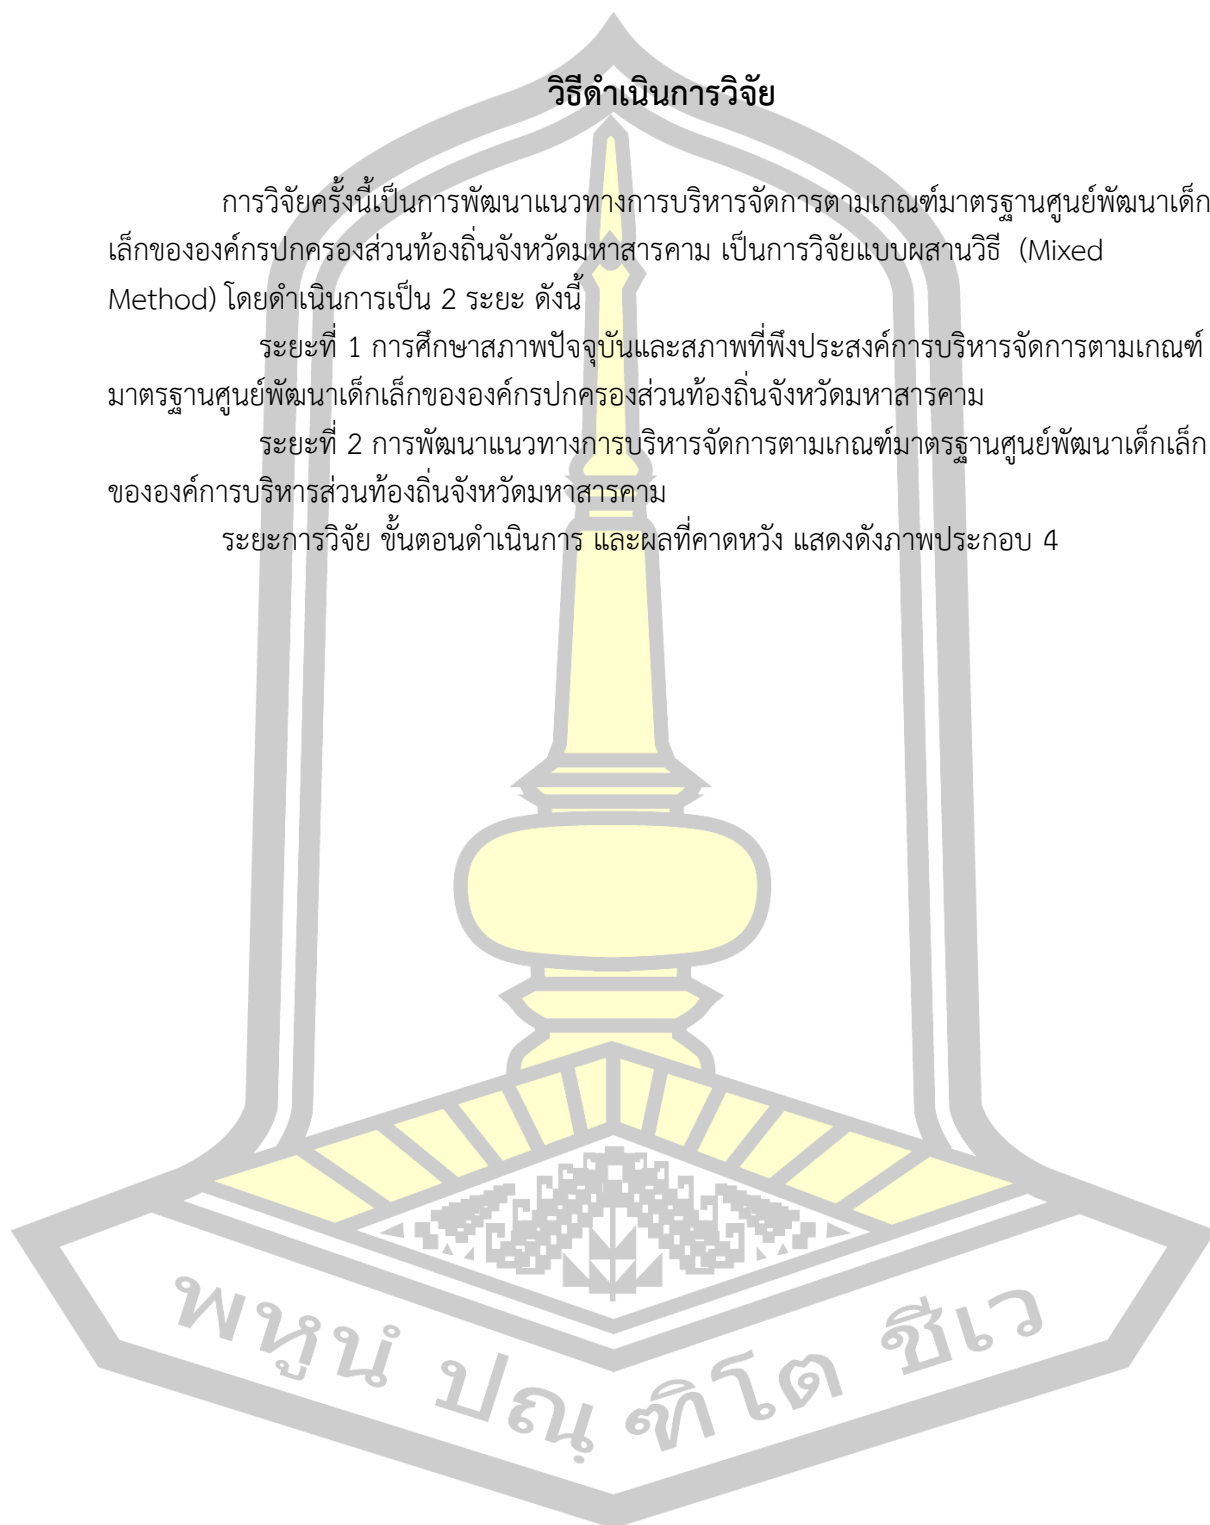 วิธีดำเนินการวิจัย
การวิจัยครั้งนี้เป็นการพัฒนาแนวทางการบริหารจัดการตามเกณฑ์มาตรฐานศูนย์พัฒนาเด็ก
เล็กขององค์กรปกครองส่วนท้องถิ่นจังหวัดมหาสารคาม เป็นการวิจัยแบบผสานวิธี (Mixed
Method) โดยดำเนินการเป็น 2 ระยะ ดังนี้
ระยะที่ 1 การศึกษาสภาพปัจจุบันและสภาพที่พึงประสงค์การบริหารจัดการตามเกณฑ์
มาตรฐานศูนย์พัฒนาเด็กเล็กขององค์กรปกครองส่วนท้องถิ่นจังหวัดมหาสารคาม
ระยะที่ 2 การพัฒนาแนวทางการบริหารจัดการตามเกณฑ์มาตรฐานศูนย์พัฒนาเด็กเล็ก
ขององค์การบริหารส่วนท้องถิ่นจังหวัดมหาสารคาม
ระยะการวิจัย ขั้นตอนดำเนินการ และผลที่คาดหวัง แสดงดังภาพประกอบ 4
พหูนํ ปณฺฑิโต ชีเว